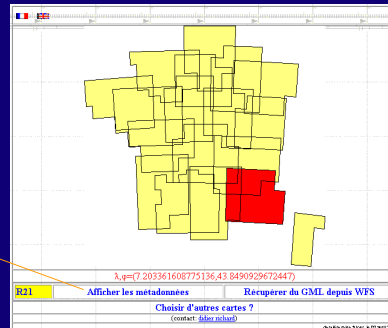 λ,φ=(7.203361608775136,43.8490929672447)
R21 Afficher les métadonnées Récupérer du GML depuis WFS
Choisir d'autres cartes ?
(contact: didier richard)